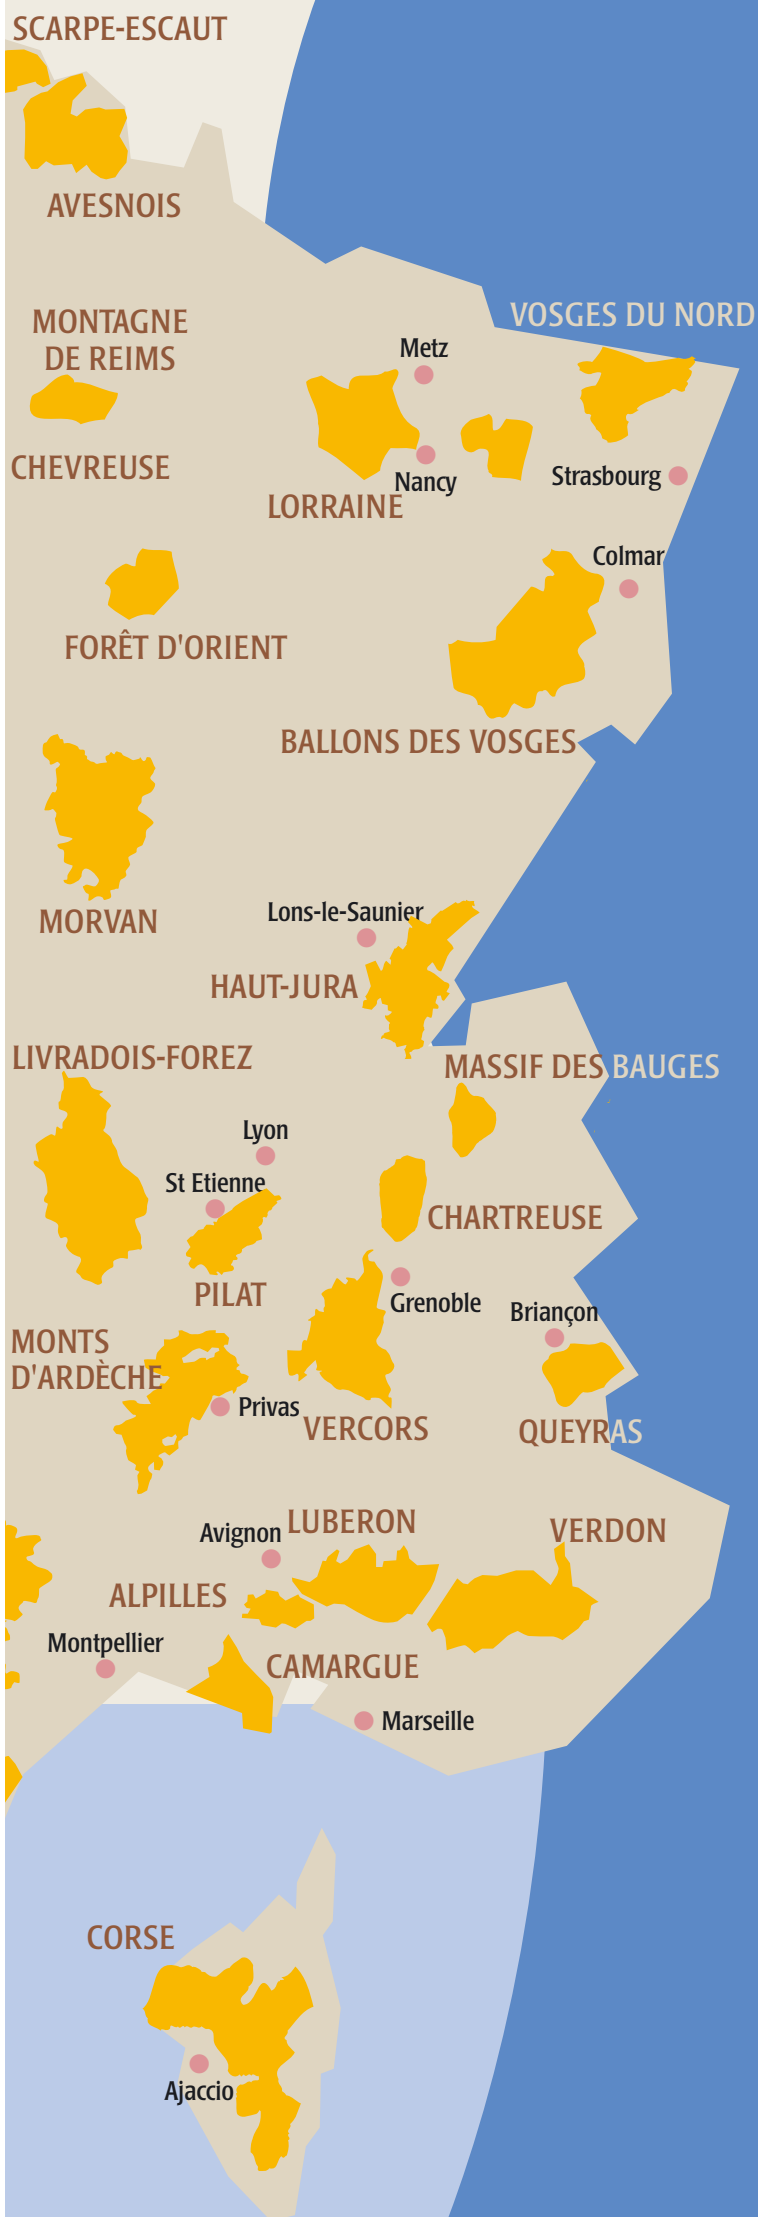 SCARPE-ESCAUT
AVESNOIS
VOSGES DU NORD
MONTAGNE
DE REIMS
Metz
CHEVREUSE
Strasbourg
Nancy
LORRAINE
Colmar
FORÊT D'ORIENT
BALLONS DES VOSGES
Lons-le-Saunier
MORVAN
HAUT-JURA
LIVRADOIS-FOREZ
MASSIF DES BAUGES
Lyon
St Etienne
CHARTREUSE
PILAT
Grenoble
Briançon
MONTS
D'ARDÈCHE
Privas
VERCORS
QUEYRAS
LUBERON
Avignon
VERDON
ALPILLES
Montpellier
CAMARGUE
Marseille
CORSE
Ajaccio